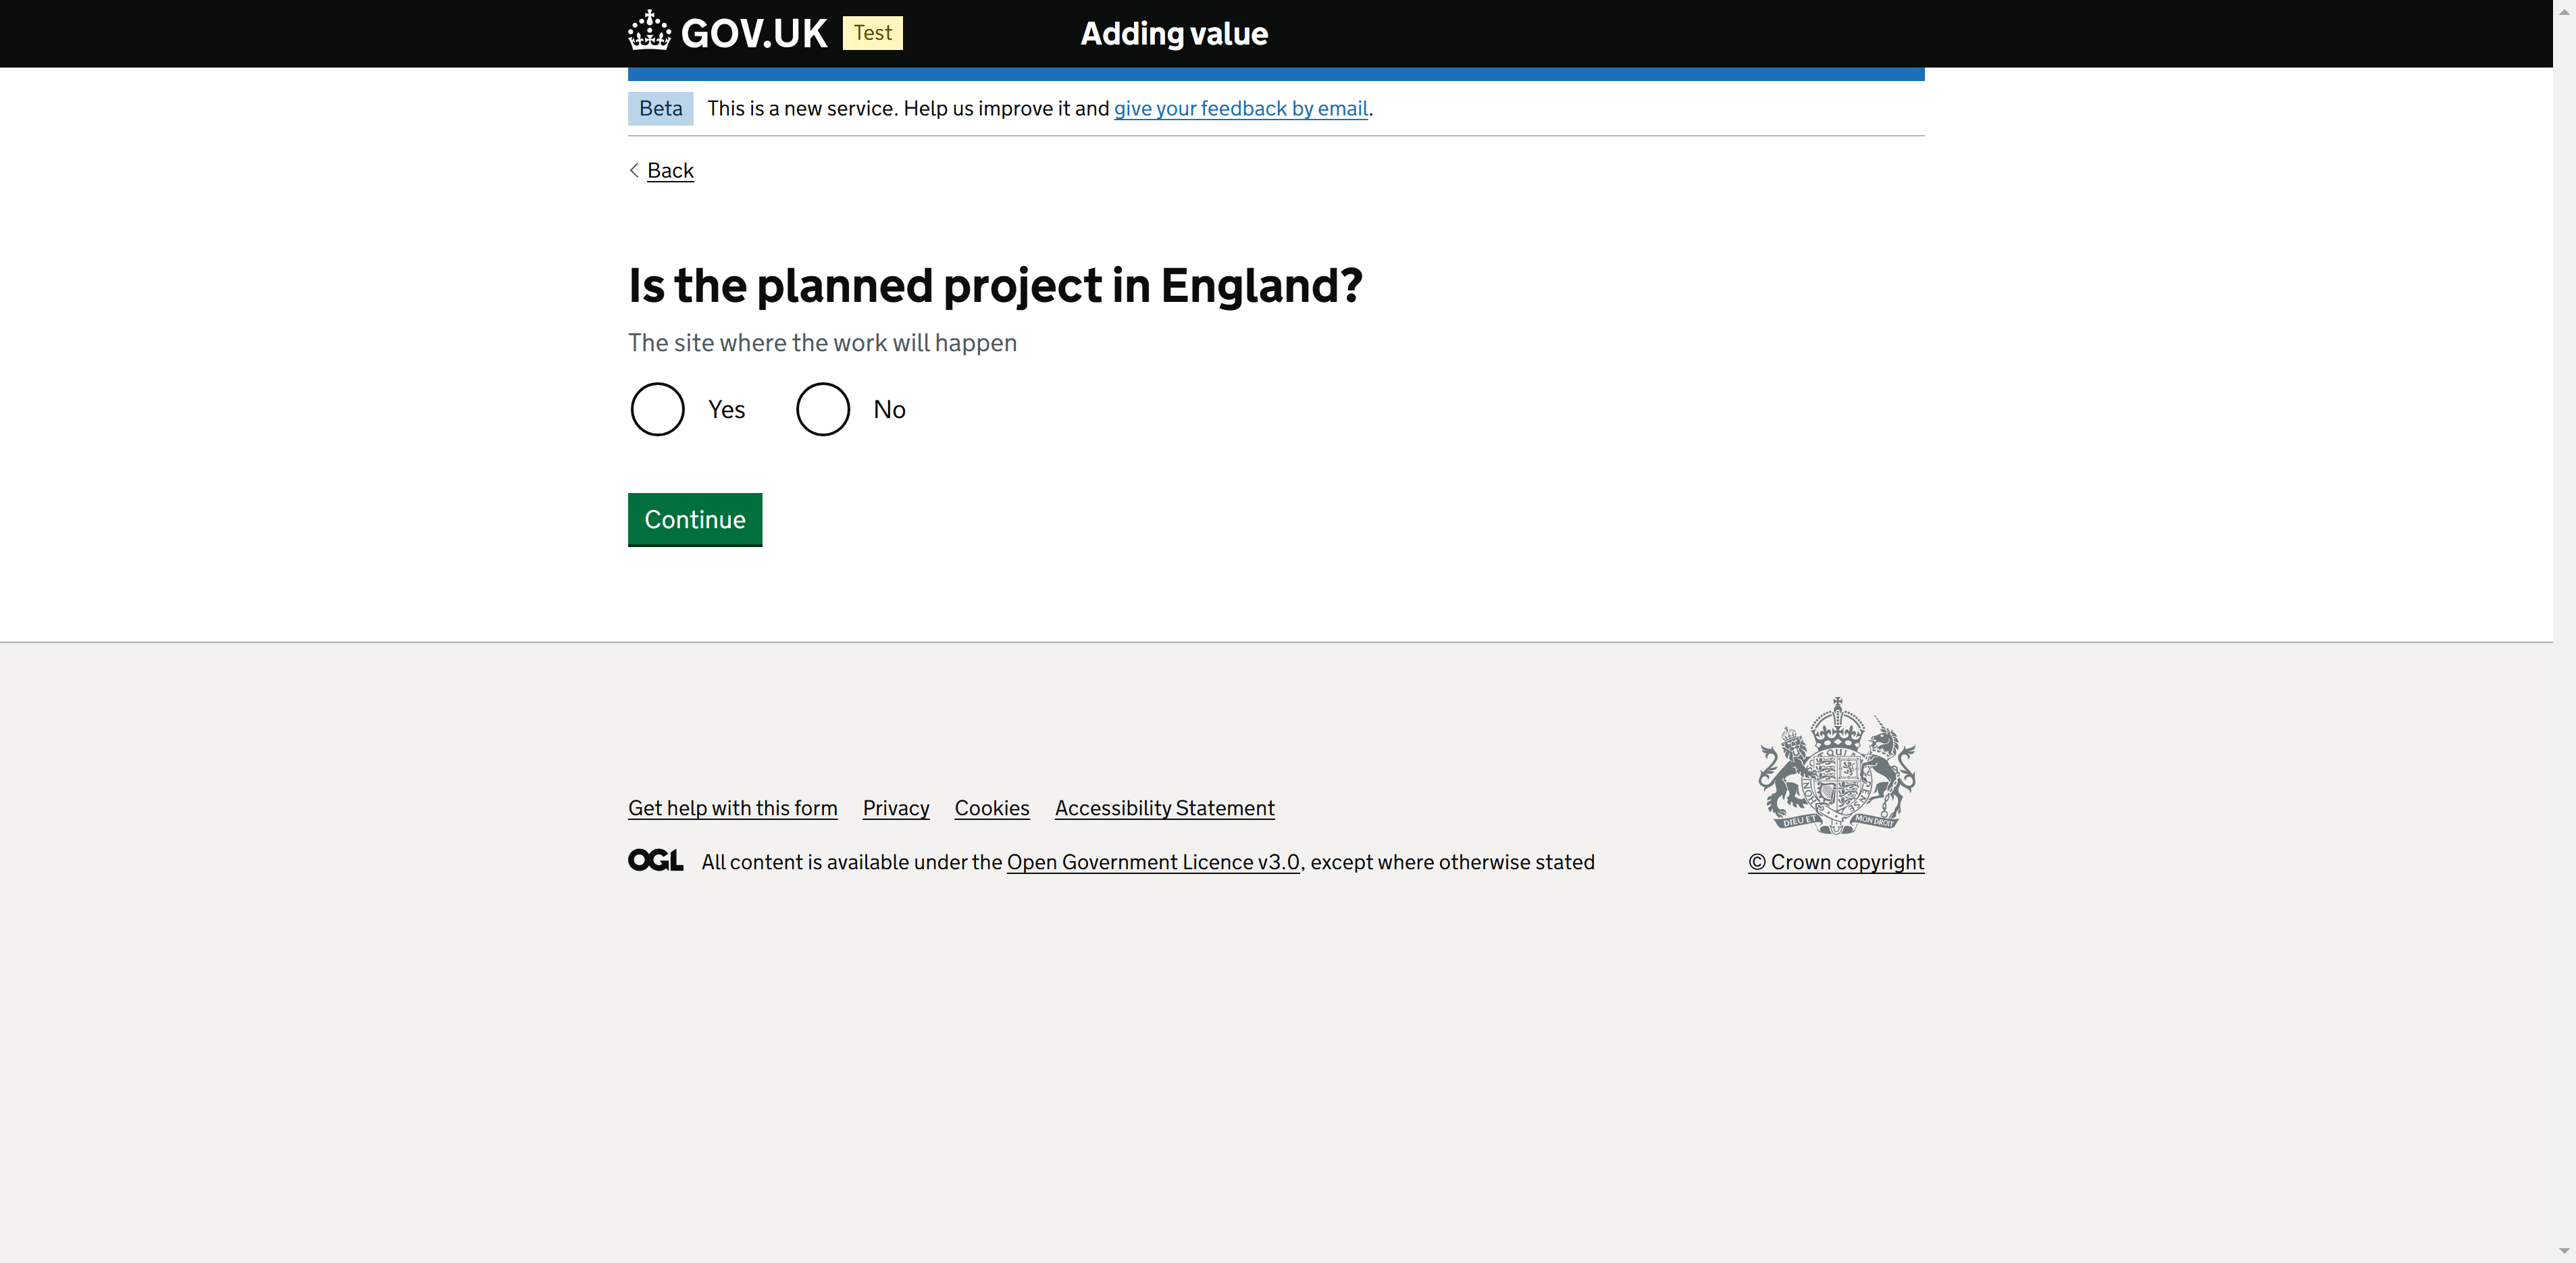 GOV.UK Test Adding value
Beta This is a new service. Help us improve it and give your feedback by email.
Back
Is the planned project in England?
The site where the work will happen
Yes No
Continue
Get help with this form Privacy Cookies Accessibility Statement
DIEU ET MON DROIT
OGL All content is available under the Open Government Licence v3.0, except where otherwise stated
© Crown copyright